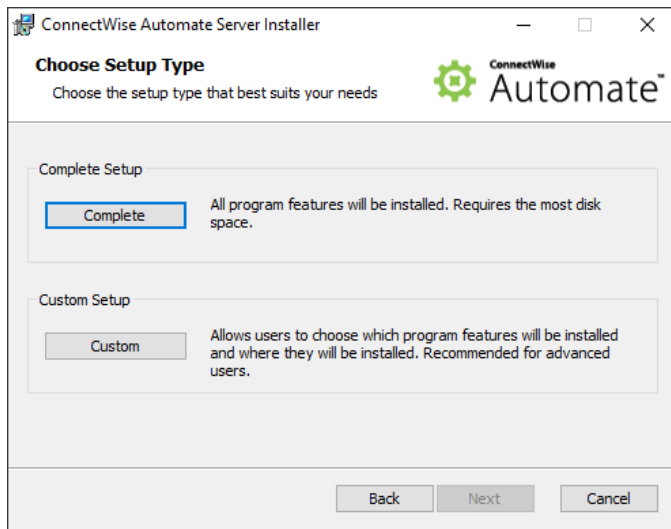 ConnectWise Automate Server Installer
Choose Setup Type
Choose the setup type that best suits your needs
ConnectWise
Automate™
Complete Setup
Complete
All program features will be installed. Requires the most disk
space.
Custom Setup
Custom
Allows users to choose which program features will be installed
and where they will be installed. Recommended for advanced
users.
Back
Next
Cancel